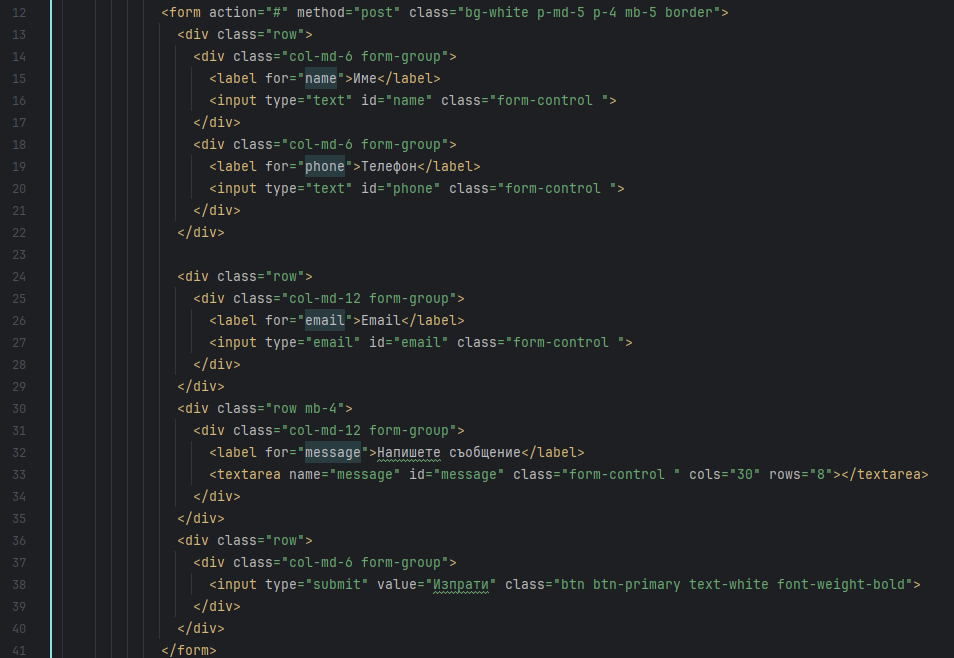 12 <form action="#" method="post" class="bg-white p-md-5 p-4 mb-5 border">
13 <div class="row">
14 <div class="col-md-6 form-group">
15 <label for="name">Име</label>
16 <input type="text" id="name" class="form-control ">
17 </div>
18 <div class="col-md-6 form-group">
19 <label for="phone">Телефон</label>
20 <input type="text" id="phone" class="form-control ">
21 </div>
22 </div>
23
24 <div class="row">
25 <div class="col-md-12 form-group">
26 <label for="email">Email</label>
27 <input type="email" id="email" class="form-control ">
28 </div>
29 </div>
30 <div class="row mb-4">
31 <div class="col-md-12 form-group">
32 <label for="message">Напишете съобщение</label>
33 <textarea name="message" id="message" class="form-control " cols="30" rows="8"></textarea>
34 </div>
35 </div>
36 <div class="row">
37 <div class="col-md-6 form-group">
38 <input type="submit" value="Изпрати" class="btn btn-primary text-white font-weight-bold">
39 </div>
40 </div>
41 </form>